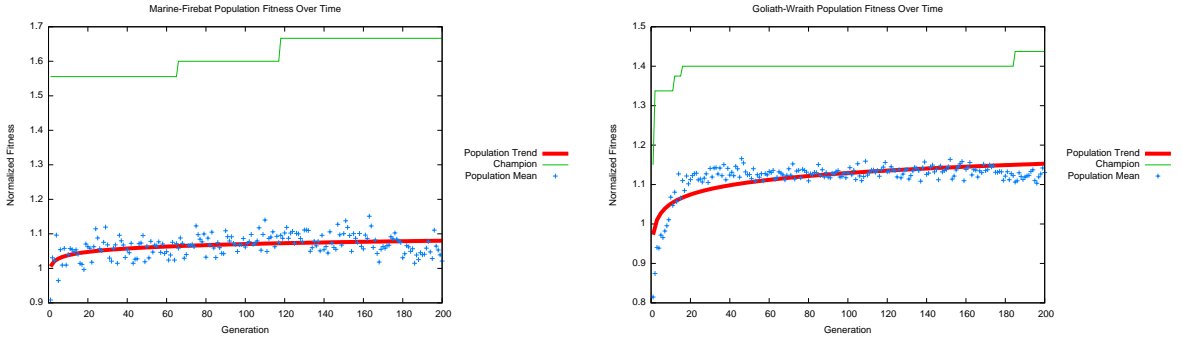 Marine-Firebat Population Fitness Over Time
1.7
1.6
1.5
1.4
1.3
1.2
1.1
1
0.9
Normalized Fitness
0 20 40 60 80 100 120 140 160 180 200
Generation
Population Trend
Champion
Population Mean
Goliath-Wraith Population Fitness Over Time
1.5
1.4
1.3
1.2
1.1
1
0.9
0.8
Normalized Fitness
0 20 40 60 80 100 120 140 160 180 200
Generation
Population Trend
Champion
Population Mean